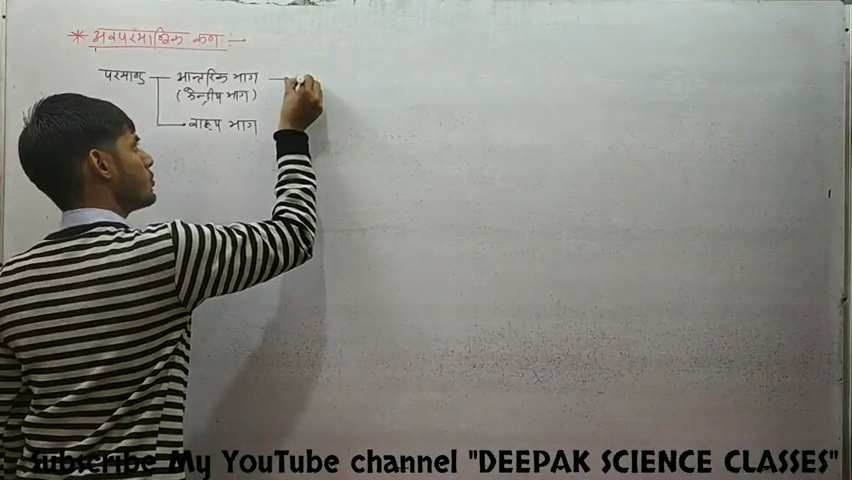 * अवपरमाण्विक कण :-
परमाणु आन्तरिक भाग
(केन्द्रीय भाग)
बाह्य भाग
Subscribe My YouTube channel "DEEPAK SCIENCE CLASSES"